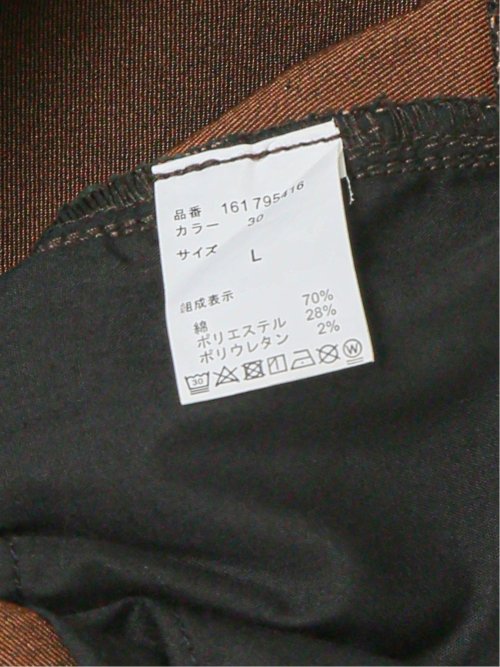 品番 161795416
カラー 30
サイズ L
組成表示
綿 70%
ポリエステル 28%
ポリウレタン 2%
30 W